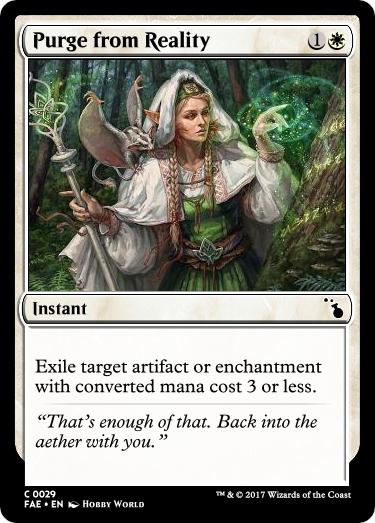 Purge from Reality 1
Instant
Exile target artifact or enchantment
with converted mana cost 3 or less.
“That’s enough of that. Back into the
aether with you.”
C 0029
FAE • EN HOBBY WORLD
™ & © 2017 Wizards of the Coast